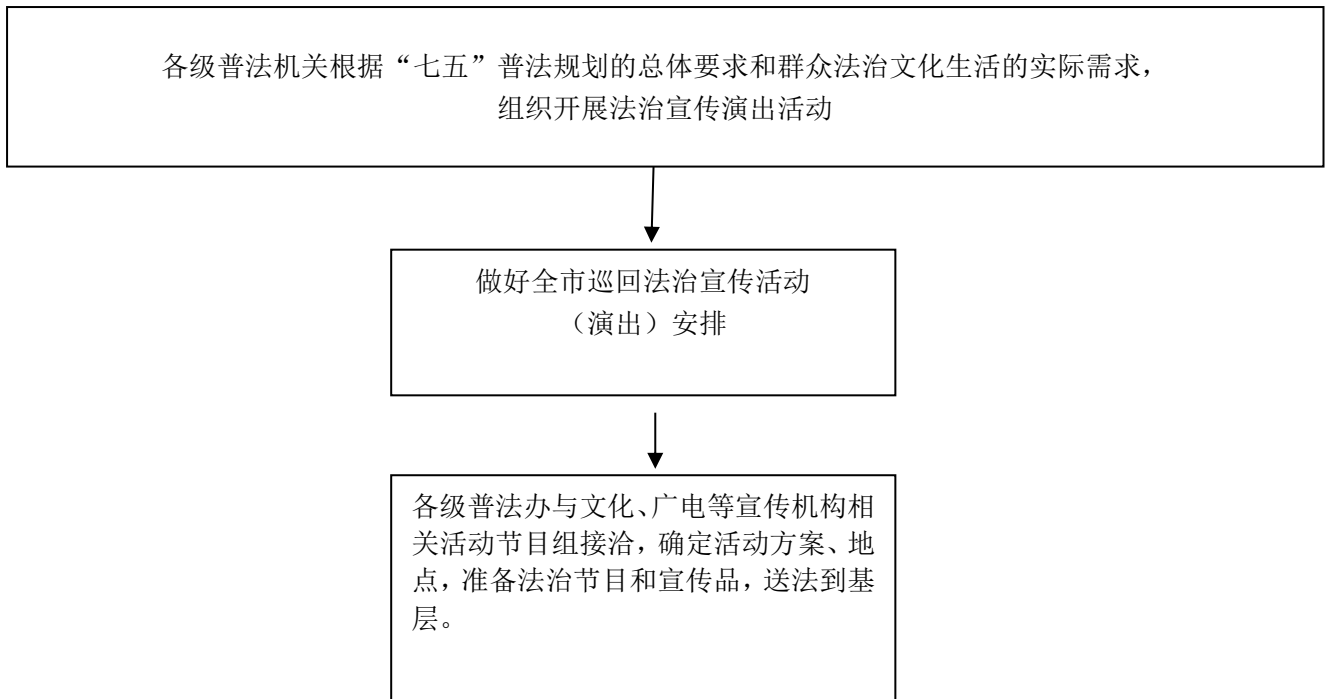 各级普法机关根据“七五”普法规划的总体要求和群众法治文化生活的实际需求，
组织开展法治宣传演出活动
做好全市巡回法治宣传活动
（演出）安排
各级普法办与文化、广电等宣传机构相
关活动节目组接洽，确定活动方案、地
点，准备法治节目和宣传品，送法到基
层。